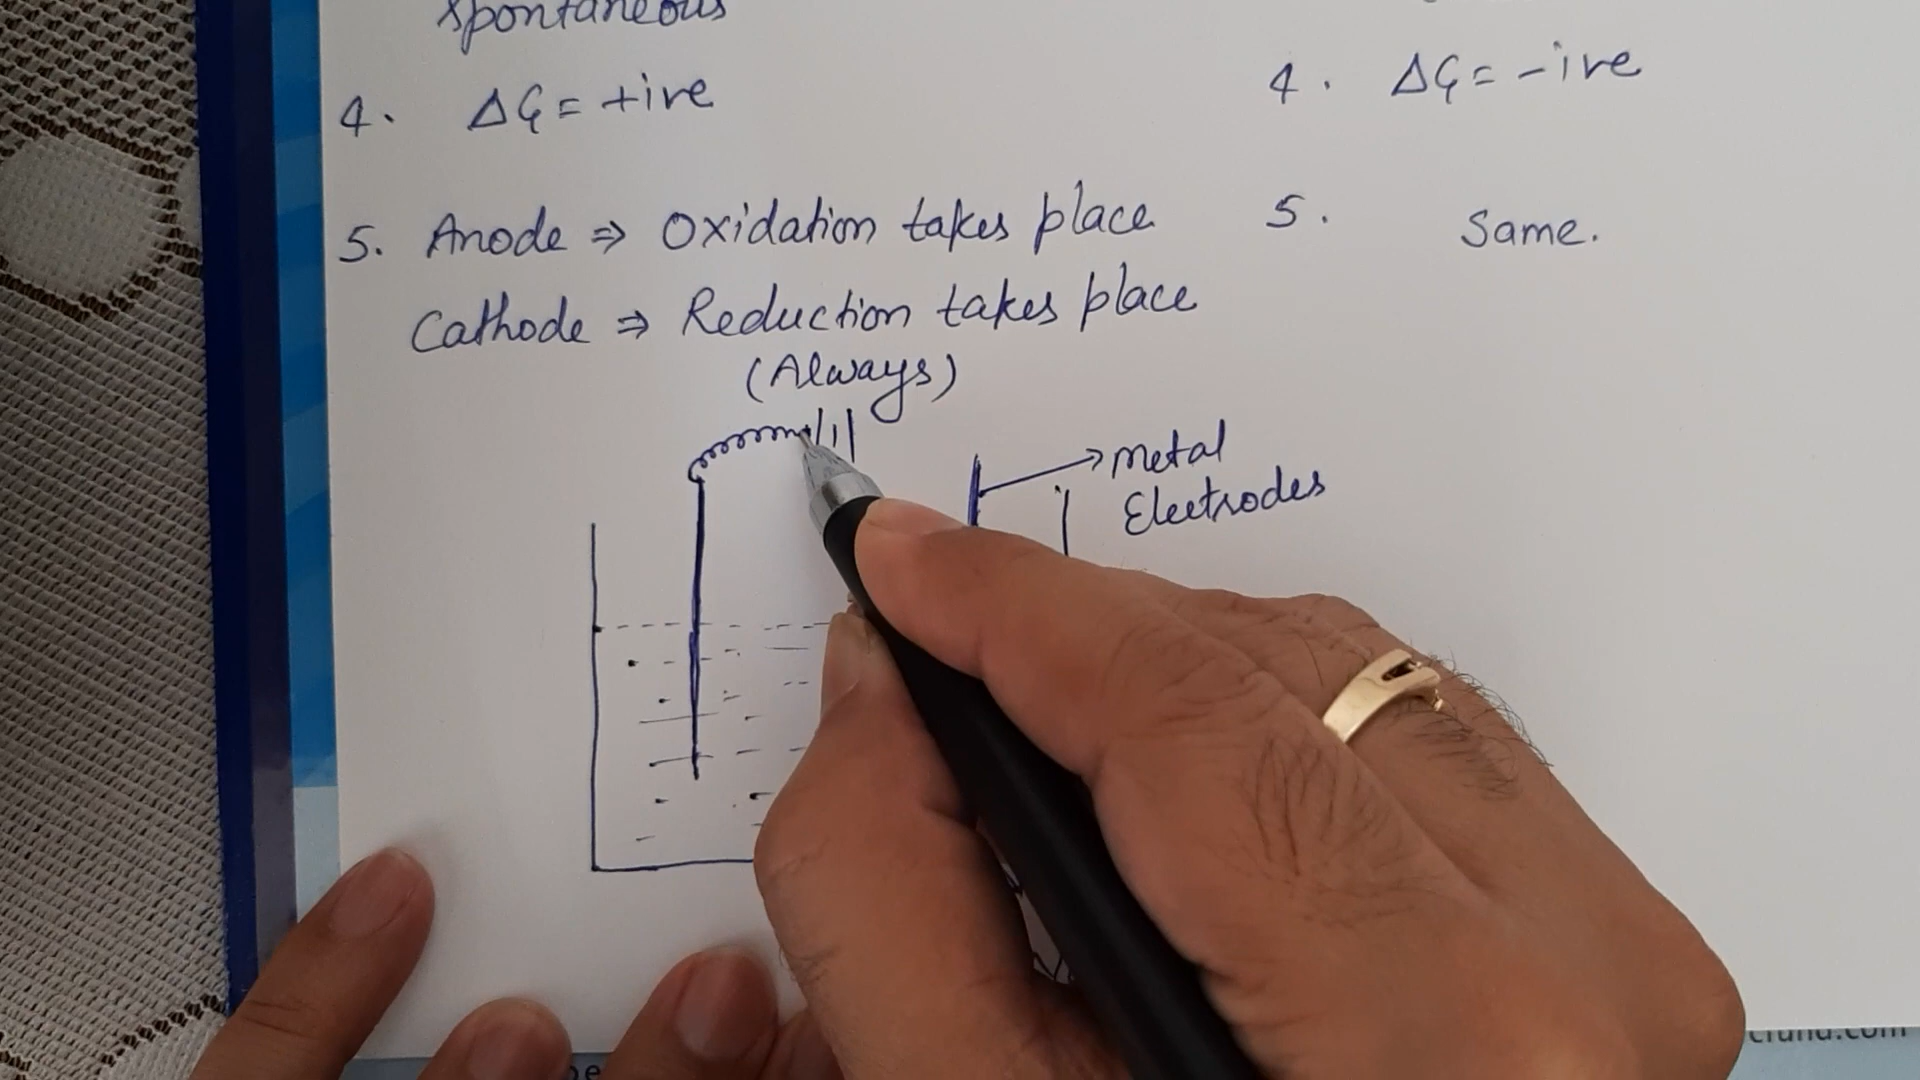 spontaneous
4. ΔG = +ive
4. ΔG = -ive
5. Anode ⇒ Oxidation takes place
5. Same.
Cathode ⇒ Reduction takes place
(Always)
Metal
Electrodes